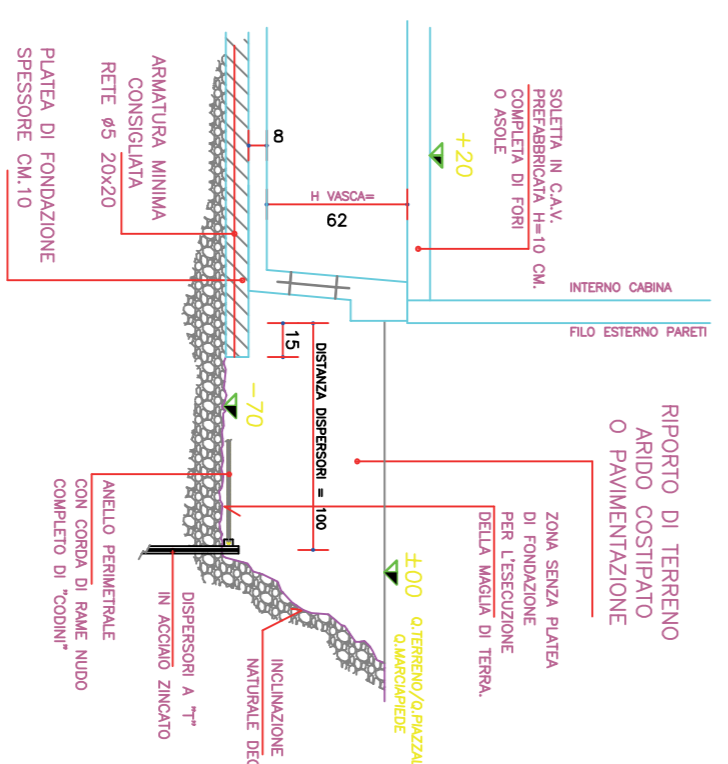 SOLETTA IN C.A.V.
PREFABBRICATA H=10 CM.
COMPLETA DI FORI
O ASOLE
+20
INTERNO CABINA
FILO ESTERNO PARETI
H VASCA=
62
8
ARMATURA MINIMA
CONSIGLIATA
RETE ø5 20x20
PLATEA DI FONDAZIONE
SPESSORE CM.10
15
DISTANZA DISPERSORI = 100
-70
RIPORTO DI TERRENO
ARIDO COSTIPATO
O PAVIMENTAZIONE
ZONA SENZA PLATEA
DI FONDAZIONE
PER L'ESECUZIONE
DELLA MAGLIA DI TERRA.
±00
Q.TERRENO/Q.PIAZZAL
Q.MARCIAPIEDE
INCLINAZIONE
NATURALE DEC
DISPERSORI A "T"
IN ACCIAIO ZINCATO
ANELLO PERIMETRALE
CON CORDA DI RAME NUDO
COMPLETO DI "CODINI"